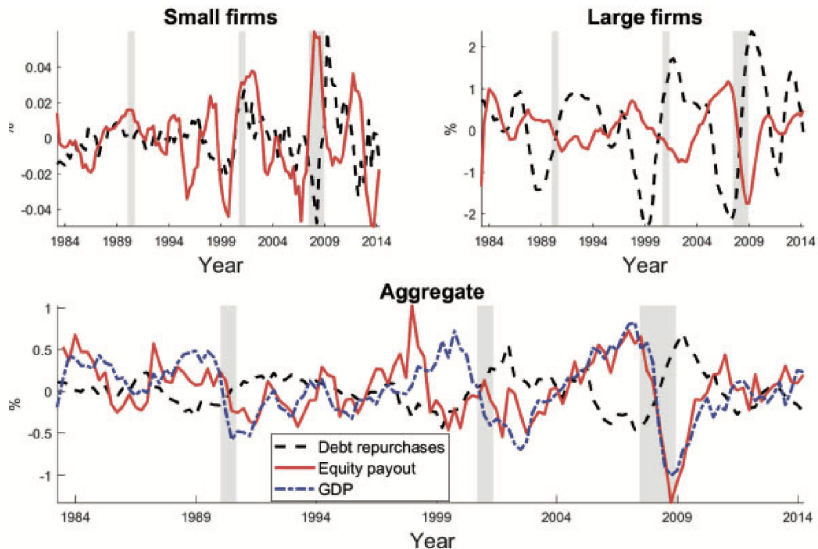 Small firms
%
0.04
0.02
0
-0.02
-0.04
1984 1989 1994 1999 2004 2009 2014
Year
Large firms
%
2
1
0
-1
-2
1984 1989 1994 1999 2004 2009 2014
Year
Aggregate
%
1
0.5
0
-0.5
-1
Debt repurchases
Equity payout
GDP
1984 1989 1994 1999 2004 2009 2014
Year